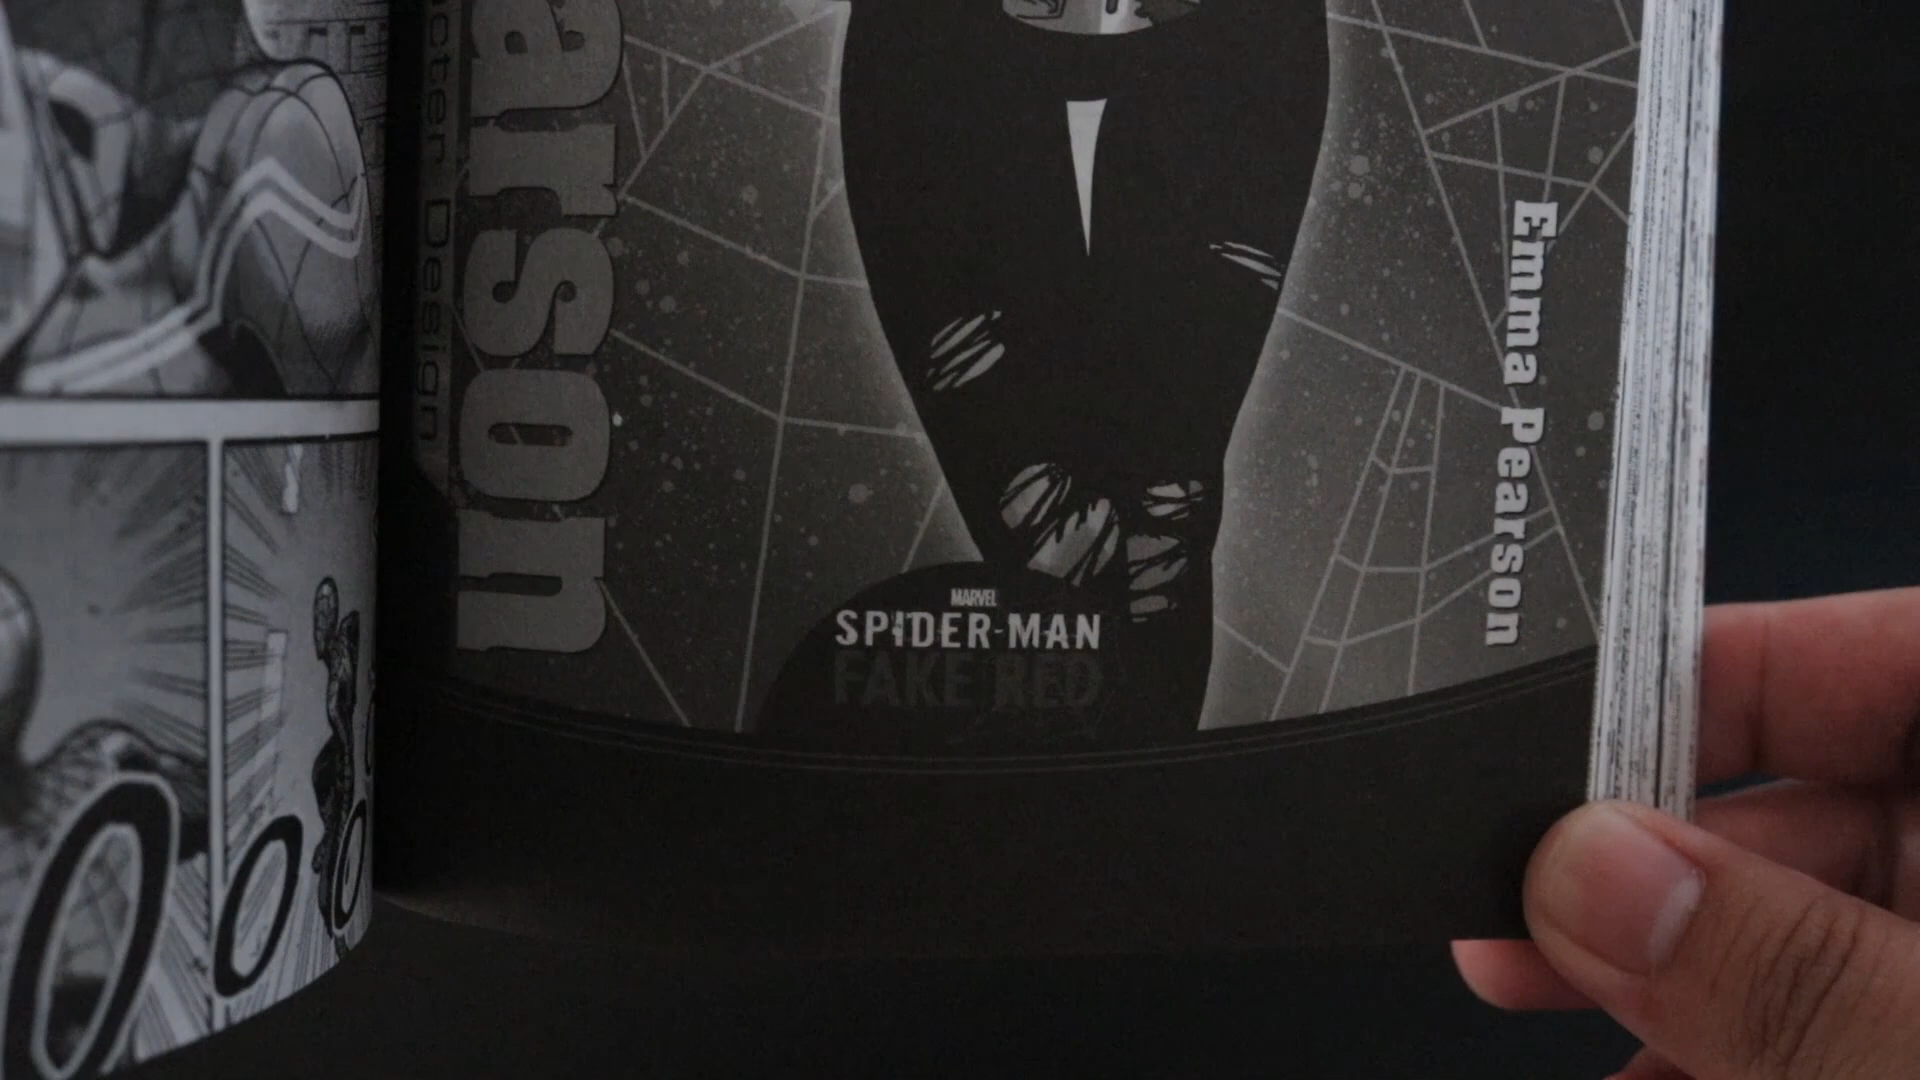 arson
cter Design
Emma Pearson
MARVEL
SPIDER-MAN
FAKE RED